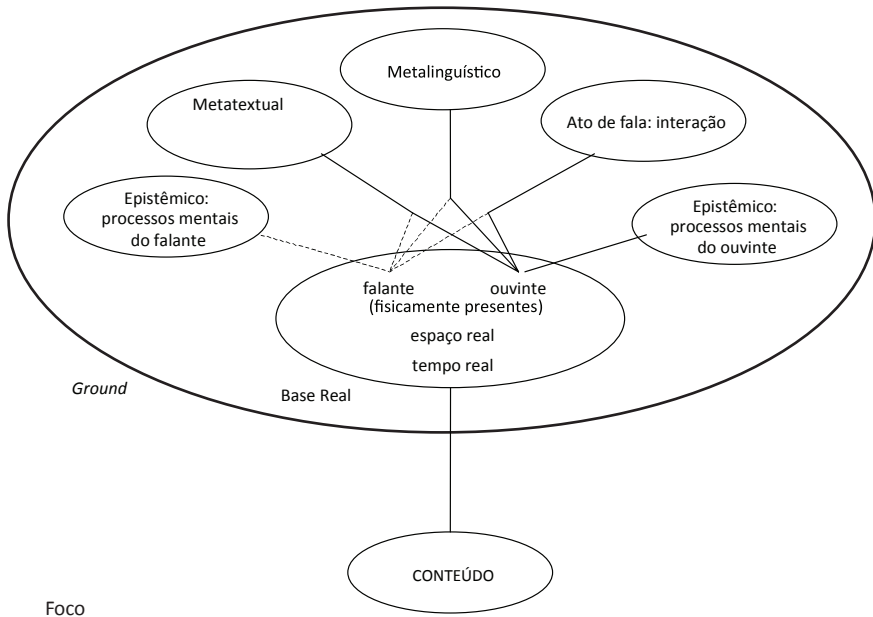 Metalinguístico
Metatextual
Ato de fala: interação
Epistêmico:
processos mentais
do falante
Epistêmico:
processos mentais
do ouvinte
falante
ouvinte
(fisicamente presentes)
espaço real
tempo real
Ground
Base Real
CONTEÚDO
Foco